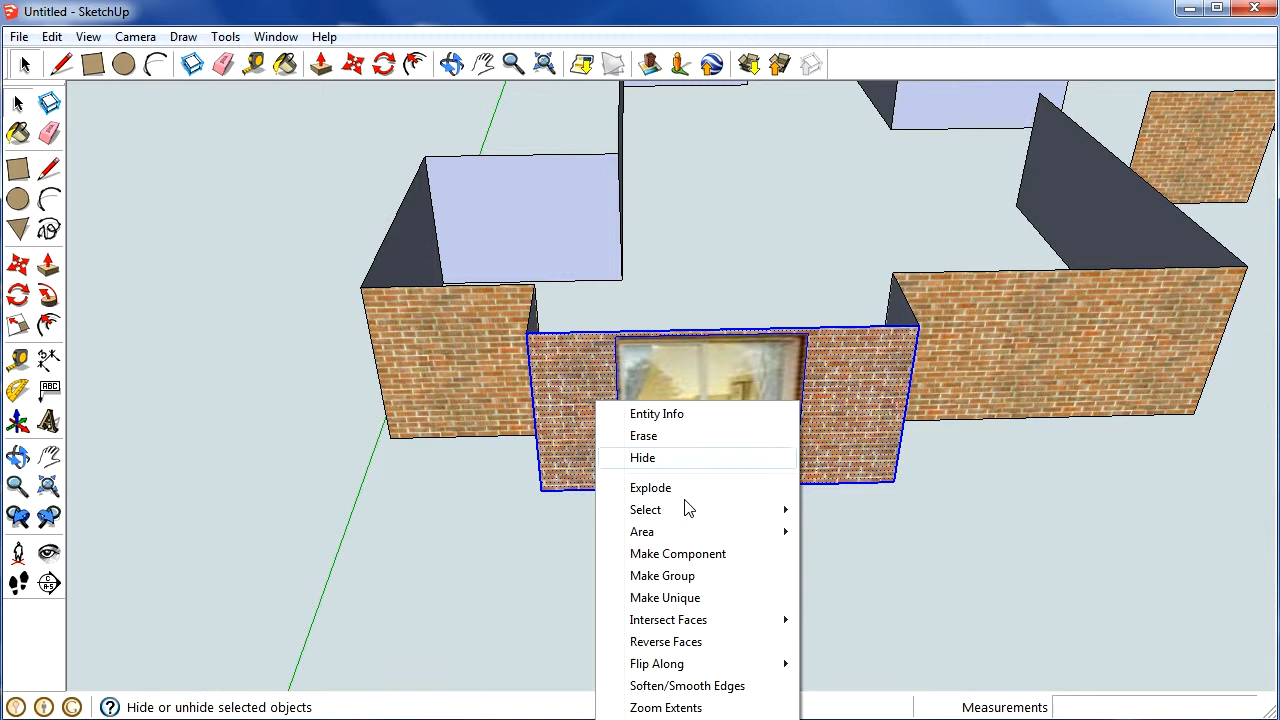 Untitled - SketchUp
File Edit View Camera Draw Tools Window Help
ABC
Entity Info
Erase
Hide
Explode
Select
Area
Make Component
Make Group
Make Unique
Intersect Faces
Reverse Faces
Flip Along
Soften/Smooth Edges
Zoom Extents
Hide or unhide selected objects
Measurements